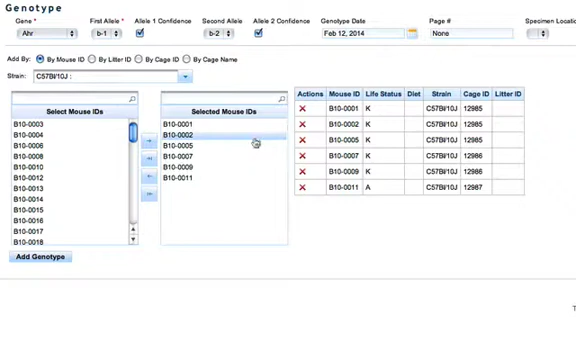 Genotype
Gene * First Allele * Allele 1 Confidence Second Allele Allele 2 Confidence Genotype Date Page # Specimen Locatio
Ahr b-1 b-2 Feb 12, 2014 None
Add By: By Mouse ID By Litter ID By Cage ID By Cage Name
Strain: C57Bl/10J :
Select Mouse IDs
B10-0003
B10-0004
B10-0006
B10-0008
B10-0010
B10-0012
B10-0013
B10-0014
B10-0015
B10-0016
B10-0017
B10-0018
Selected Mouse IDs
B10-0001
B10-0002
B10-0005
B10-0007
B10-0009
B10-0011
Actions Mouse ID Life Status Diet Strain Cage ID Litter ID
B10-0001 K C57Bl/10J 12985
B10-0002 K C57Bl/10J 12985
B10-0005 K C57Bl/10J 12985
B10-0007 K C57Bl/10J 12986
B10-0009 K C57Bl/10J 12986
B10-0011 A C57Bl/10J 12987
Add Genotype
T